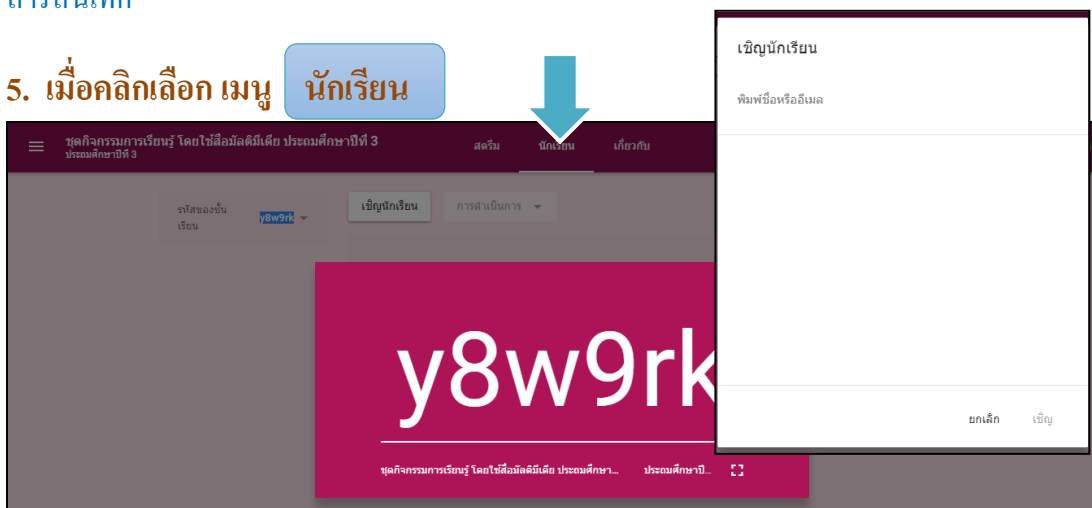 สารสนเทศ
5. เมื่อคลิกเลือก เมนู นักเรียน
ชุดกิจกรรมการเรียนรู้ โดยใช้สื่อมัลติมีเดีย ประถมศึกษาปีที่ 3
ประถมศึกษาปีที่ 3
สตรีม นักเรียน เกี่ยวกับ
รหัสของชั้น
เรียน
y8w9rk
เชิญนักเรียน การดำเนินการ
y8w9rk
ชุดกิจกรรมการเรียนรู้ โดยใช้สื่อมัลติมีเดีย ประถมศึกษา... ประถมศึกษาปี...
เชิญนักเรียน
พิมพ์ชื่อหรืออีเมล
ยกเลิก เชิญ